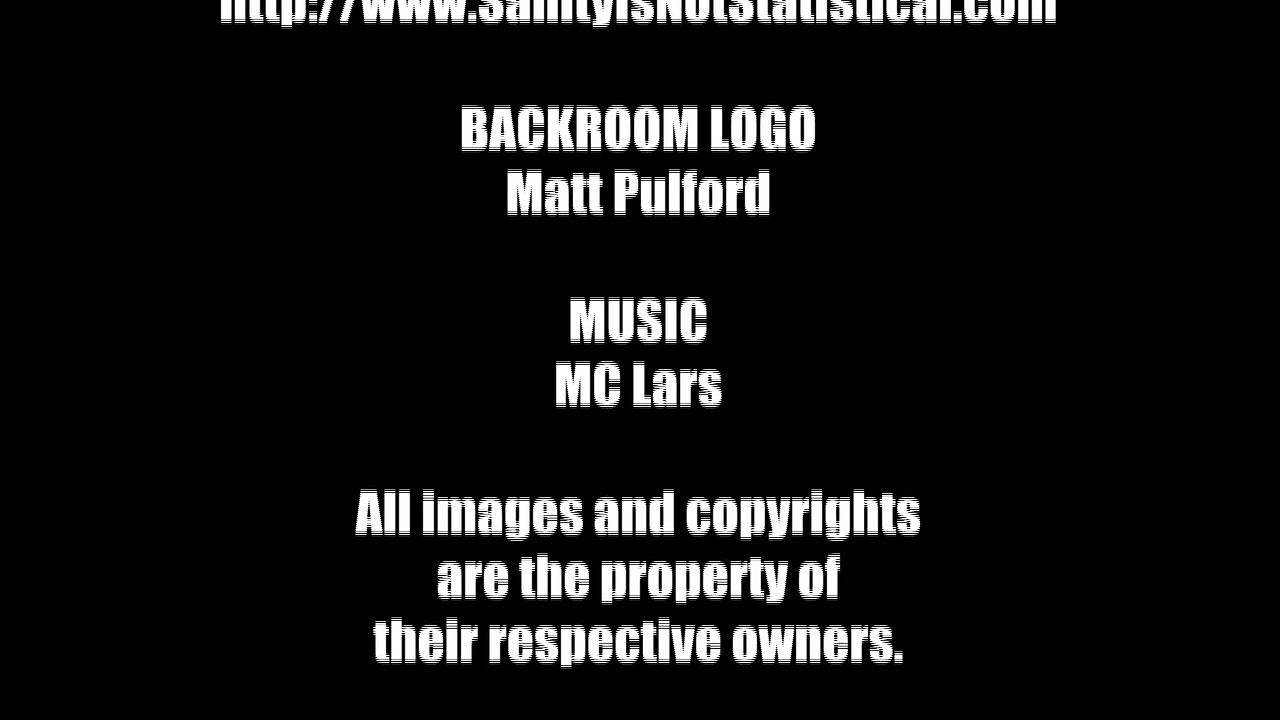 http://www.SanityIsNotStatistical.com
BACKROOM LOGO
Matt Pulford
MUSIC
MC Lars
All images and copyrights
are the property of
their respective owners.